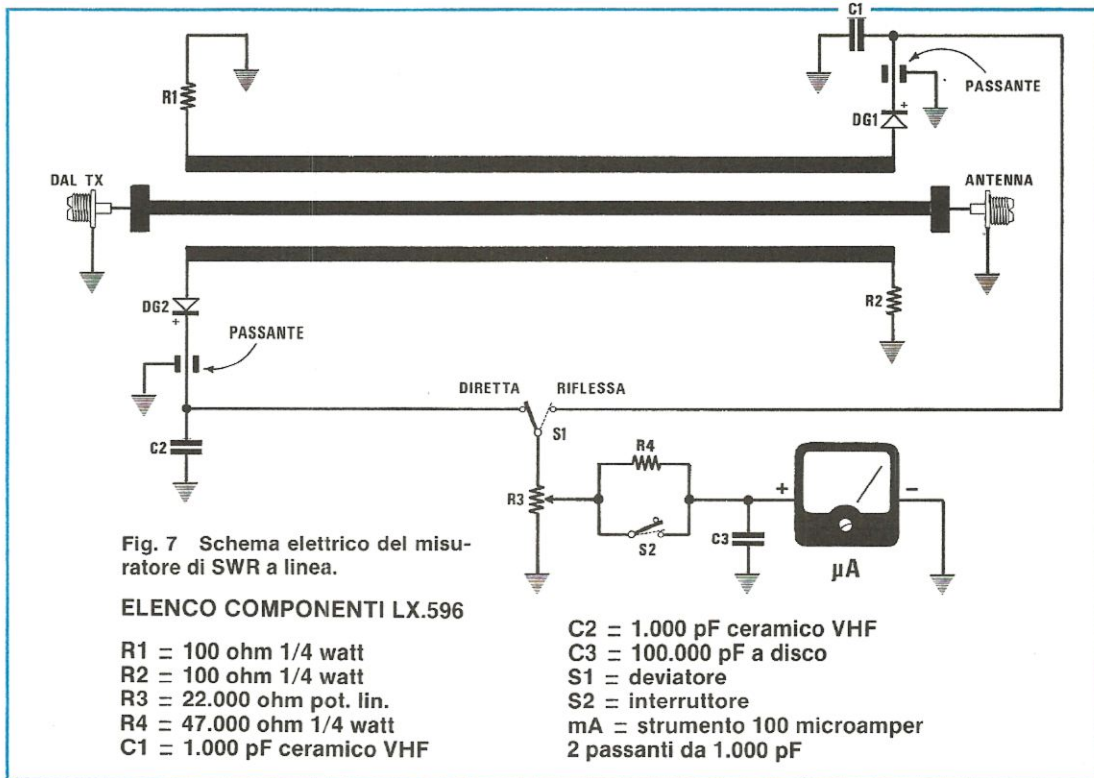 C1
PASSANTE
R1
DG1
+
DAL TX
ANTENNA
DG2
+
R2
PASSANTE
DIRETTA
RIFLESSA
S1
C2
R4
R3
S2
C3
+
−
µA
Fig. 7 Schema elettrico del misu-
ratore di SWR a linea.
ELENCO COMPONENTI LX.596
R1 = 100 ohm 1/4 watt
R2 = 100 ohm 1/4 watt
R3 = 22.000 ohm pot. lin.
R4 = 47.000 ohm 1/4 watt
C1 = 1.000 pF ceramico VHF
C2 = 1.000 pF ceramico VHF
C3 = 100.000 pF a disco
S1 = deviatore
S2 = interruttore
mA = strumento 100 microamper
2 passanti da 1.000 pF